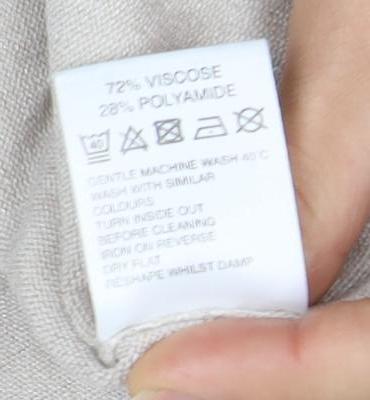 72% VISCOSE
28% POLYAMIDE
40
GENTLE MACHINE WASH 40°C
WASH WITH SIMILAR
COLOURS
TURN INSIDE OUT
BEFORE CLEANING
IRON ON REVERSE
DRY FLAT
RESHAPE WHILST DAMP